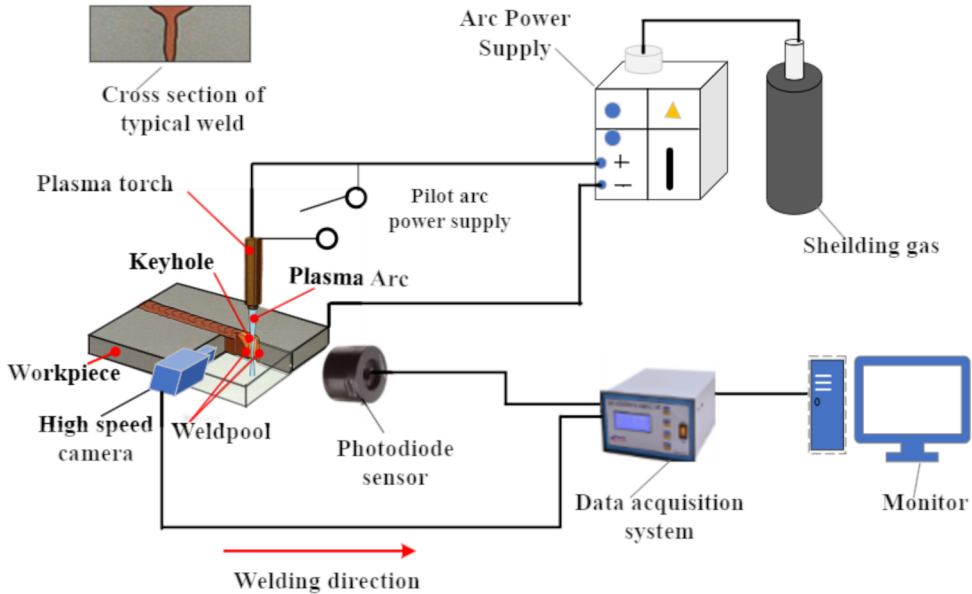 Arc Power
Supply
Cross section of
typical weld
Plasma torch
Pilot arc
power supply
+
−
Sheilding gas
Keyhole
Plasma Arc
Workpiece
High speed
camera
Weldpool
Photodiode
sensor
Data acquisition
system
Monitor
Welding direction